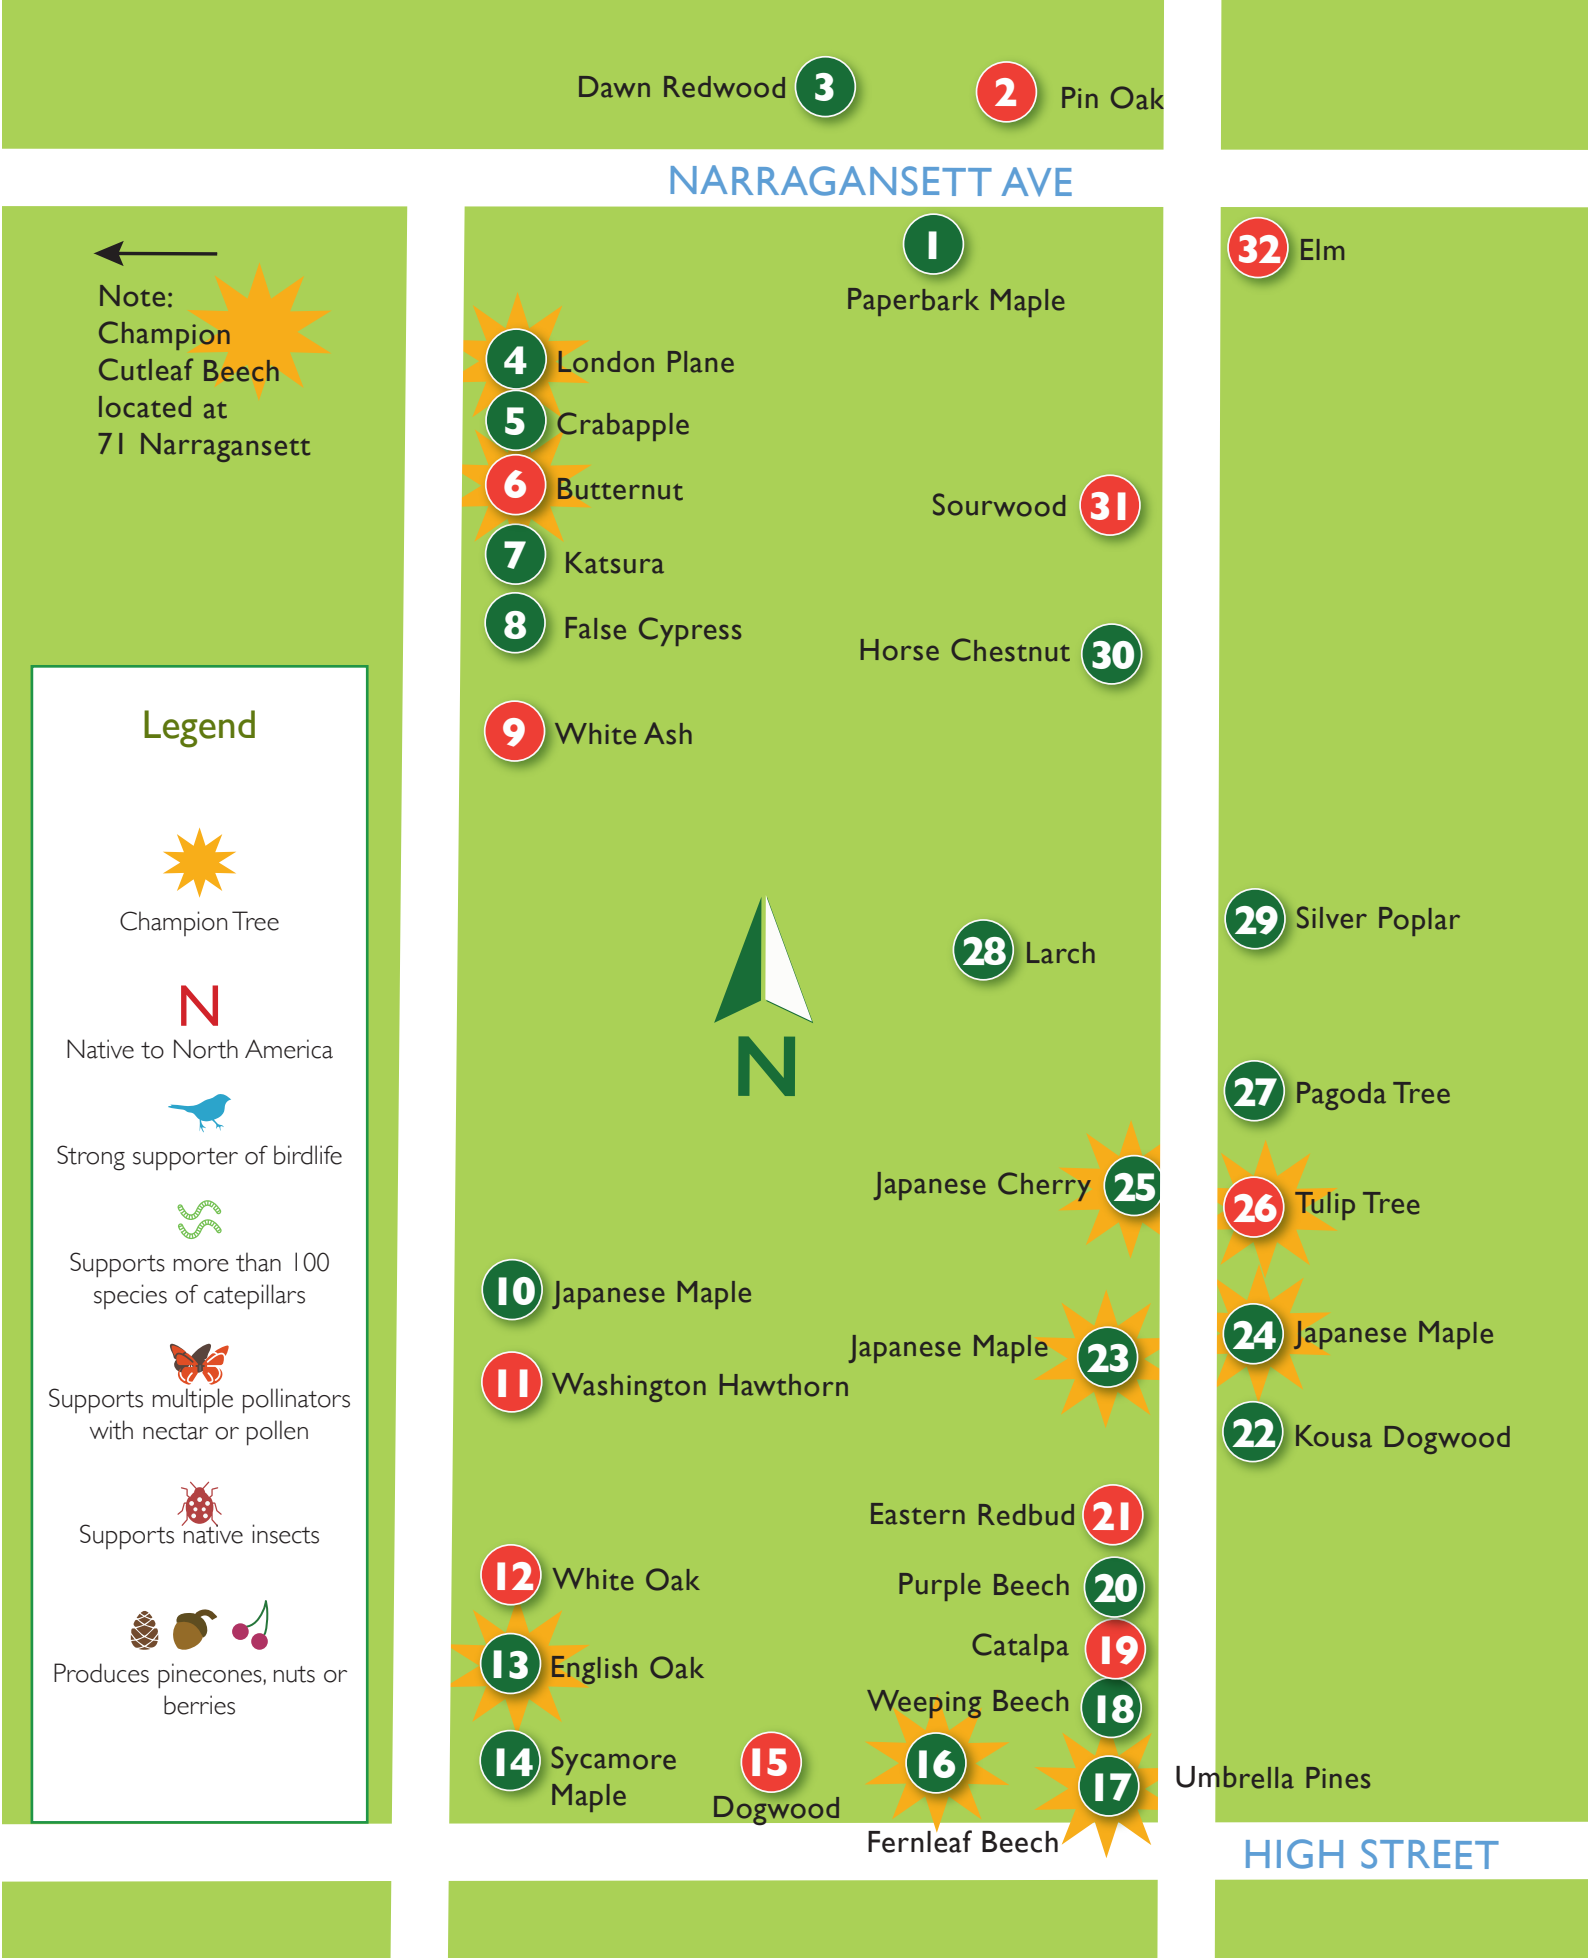 Dawn Redwood 3
2 Pin Oak
NARRAGANSETT AVE
1
Paperbark Maple
32 Elm
Note:
Champion
Cutleaf Beech
located at
71 Narragansett
4 London Plane
5 Crabapple
6 Butternut
7 Katsura
8 False Cypress
9 White Ash
Sourwood 31
Horse Chestnut 30
Legend
Champion Tree
N
Native to North America
Strong supporter of birdlife
Supports more than 100
species of catepillars
Supports multiple pollinators
with nectar or pollen
Supports native insects
Produces pinecones, nuts or
berries
29 Silver Poplar
28 Larch
N
27 Pagoda Tree
Japanese Cherry 25
26 Tulip Tree
10 Japanese Maple
Japanese Maple 23
24 Japanese Maple
11 Washington Hawthorn
22 Kousa Dogwood
Eastern Redbud 21
12 White Oak
Purple Beech 20
Catalpa 19
13 English Oak
Weeping Beech 18
14 Sycamore
Maple
15
Dogwood
16
Fernleaf Beech
17 Umbrella Pines
HIGH STREET